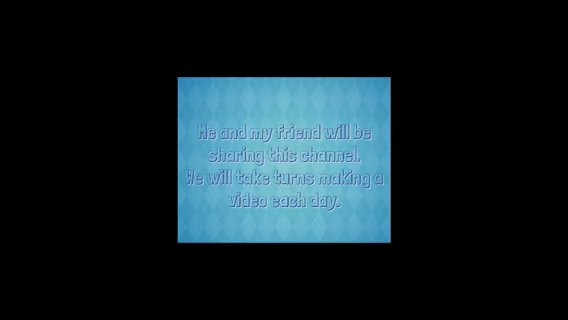 Me and my friend will be
sharing this channel.
We will take turns making a
video each day.